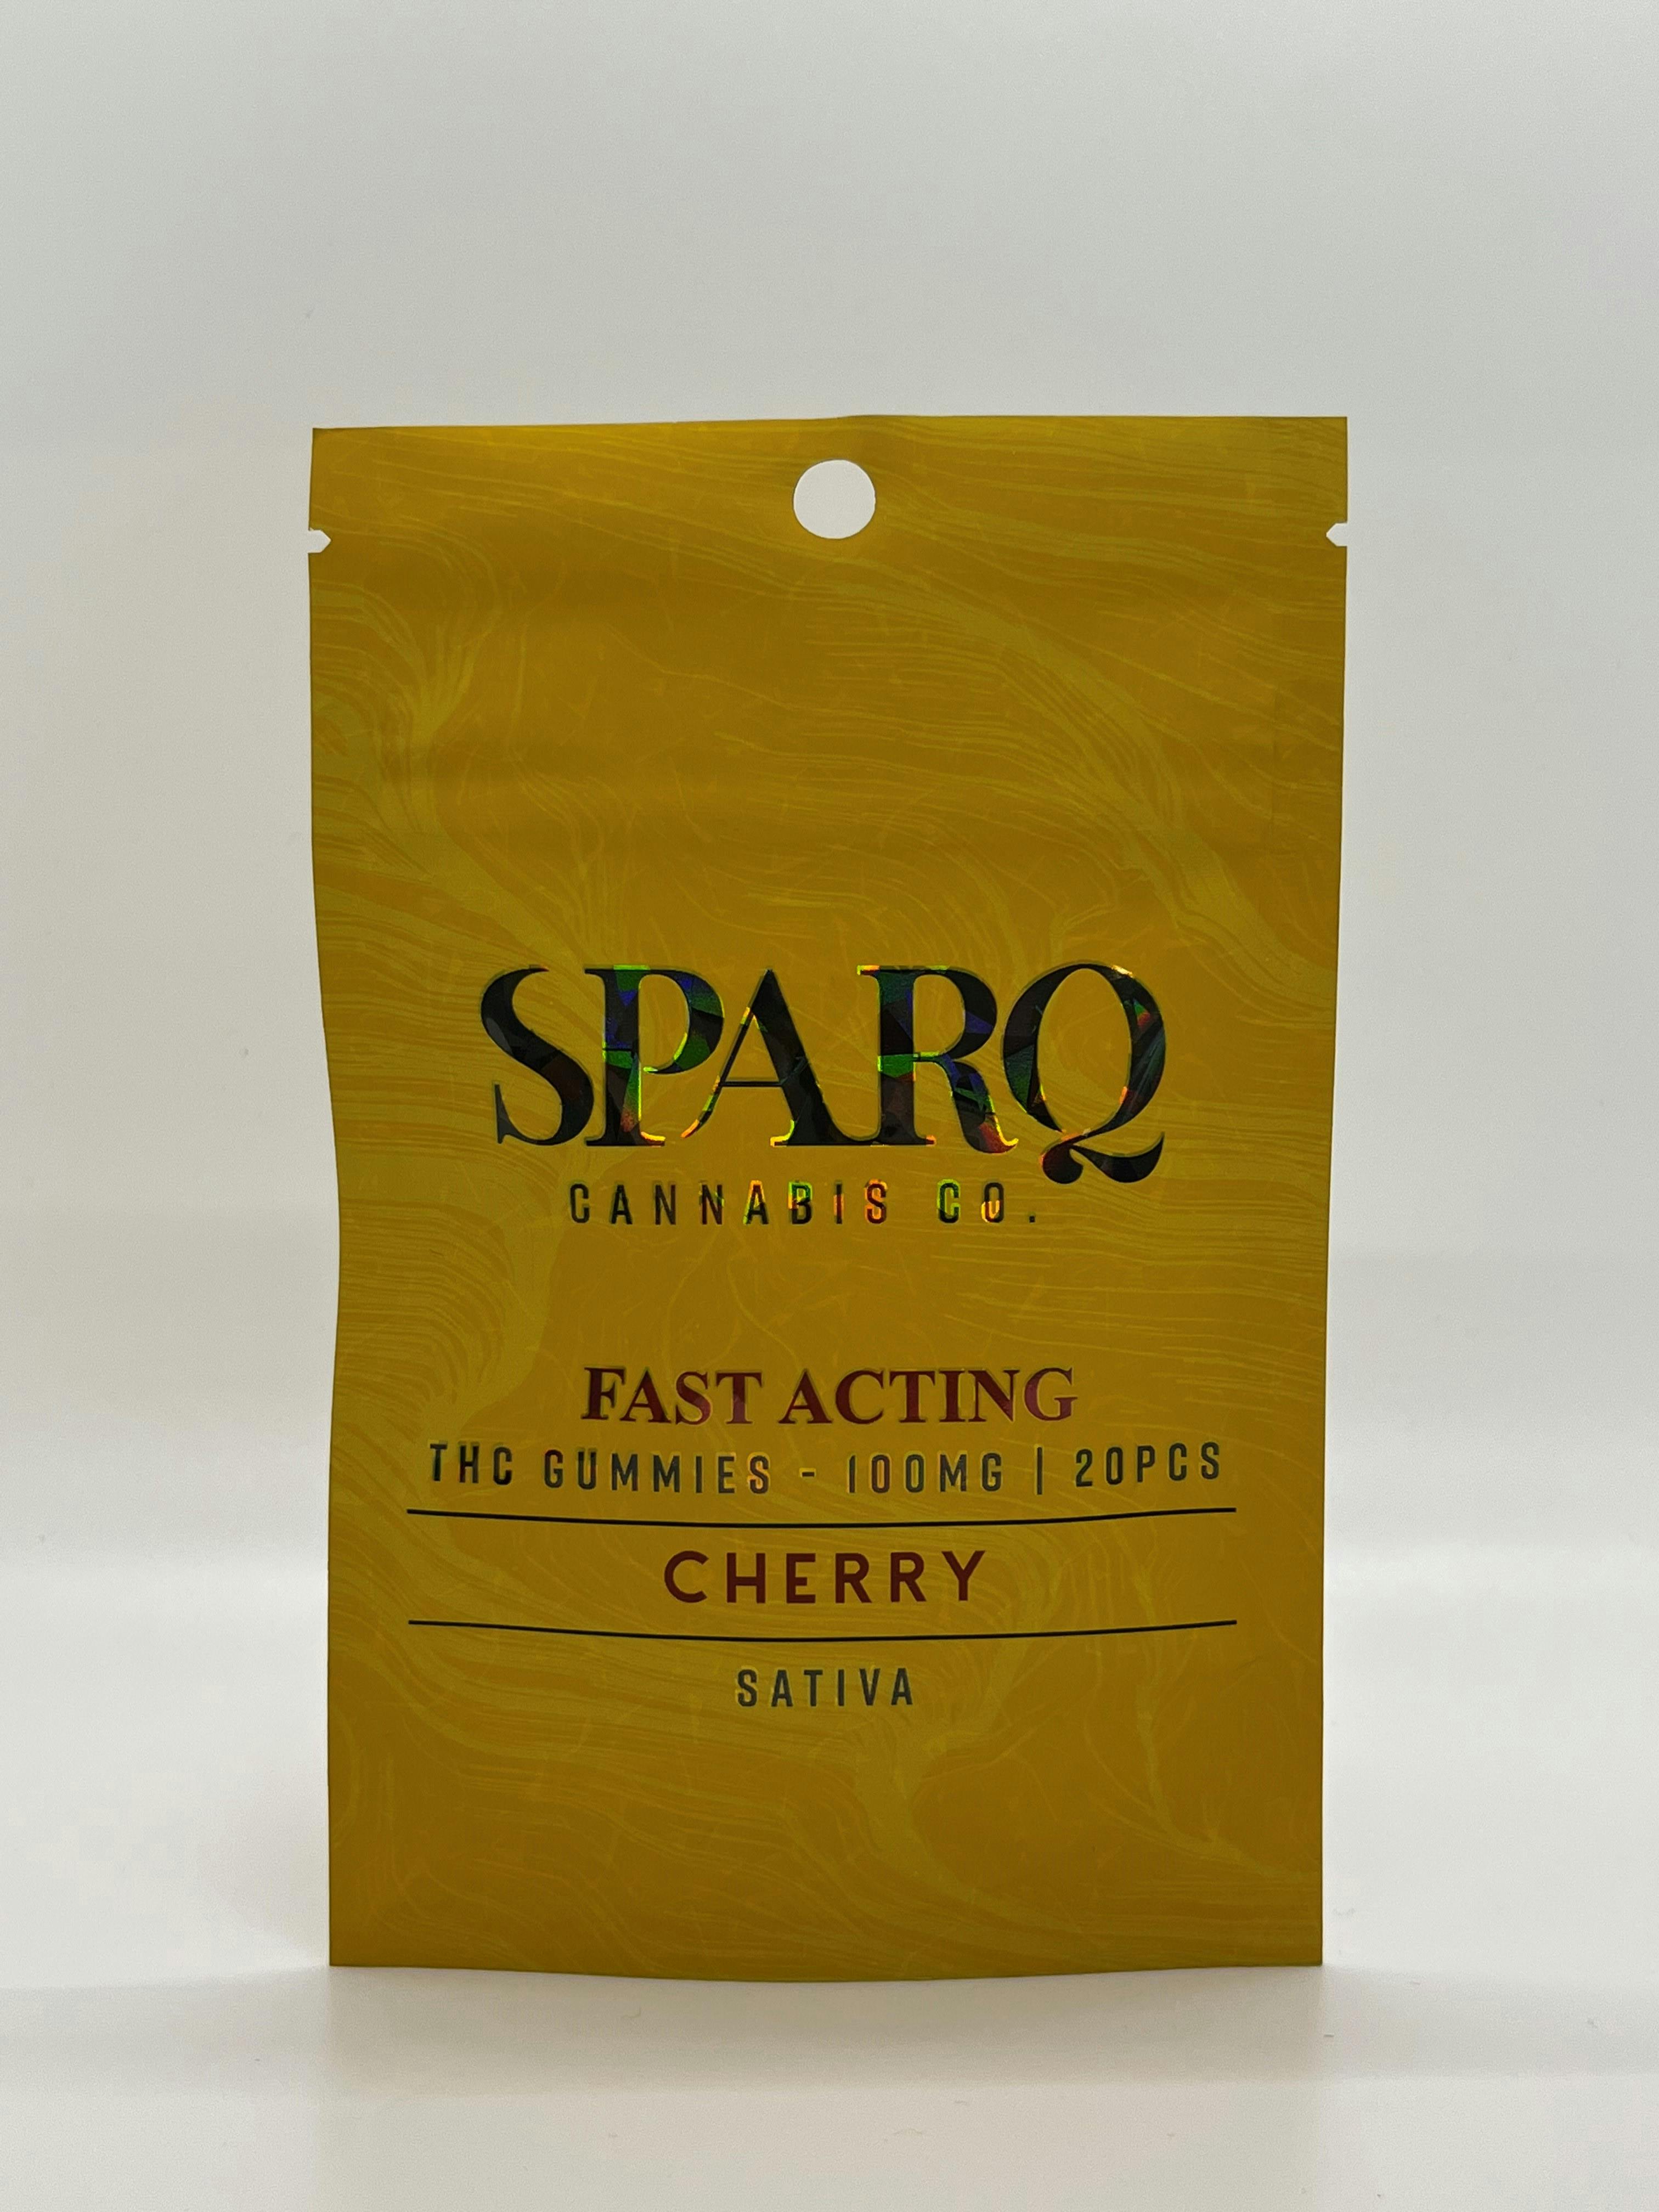 SPARQ
CANNABIS CO.
FAST ACTING
THC GUMMIES - 100MG | 20PCS
CHERRY
SATIVA